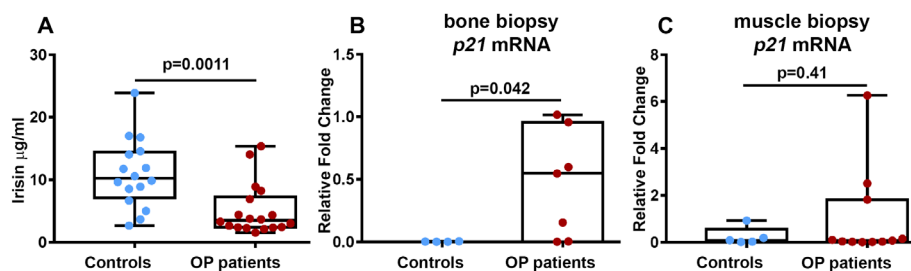 A
p=0.0011
30
20
10
0
Irisin μg/ml
Controls
OP patients
B
bone biopsy
p21 mRNA
p=0.042
1.5
1.0
0.5
0.0
Relative Fold Change
Controls
OP patients
C
muscle biopsy
p21 mRNA
p=0.41
8
6
4
2
0
Relative Fold Change
Controls
OP patients